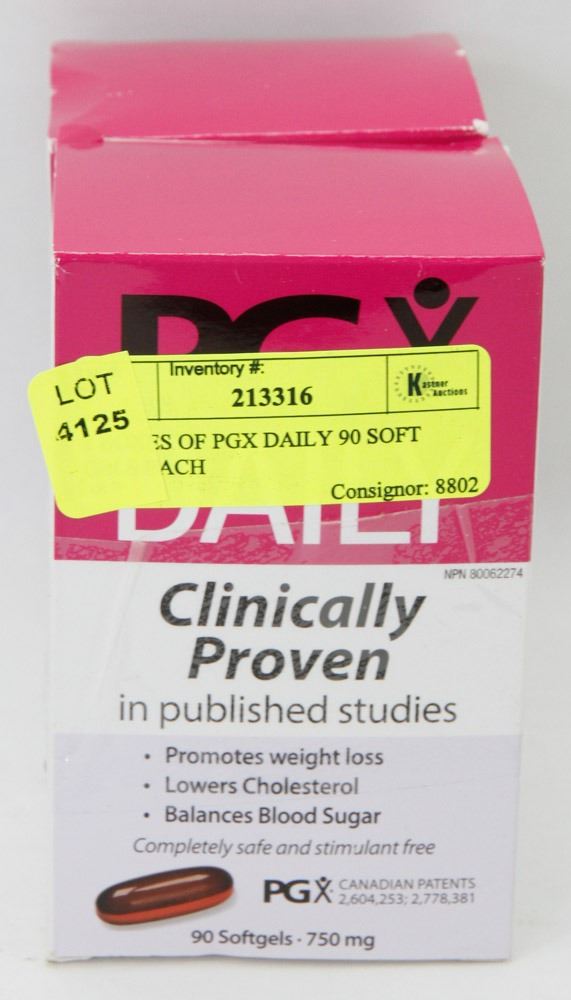 PGX
LOT
4125
Inventory #:
213316
Kastner
Auctions
ES OF PGX DAILY 90 SOFT
ACH
Consignor: 8802
DAILY
NPN 80062274
Clinically
Proven
in published studies
• Promotes weight loss
• Lowers Cholesterol
• Balances Blood Sugar
Completely safe and stimulant free
PGX CANADIAN PATENTS
2,604,253; 2,778,381
90 Softgels · 750 mg